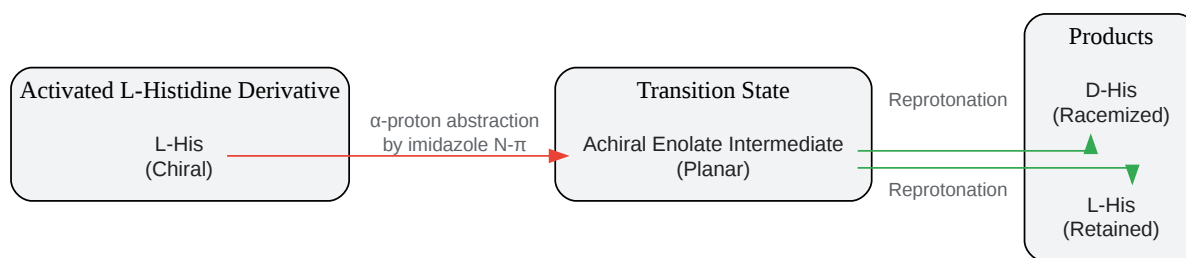 Activated L-Histidine Derivative
L-His
(Chiral)
α-proton abstraction
by imidazole N-π
Transition State
Achiral Enolate Intermediate
(Planar)
Reprotonation
Reprotonation
Products
D-His
(Racemized)
L-His
(Retained)